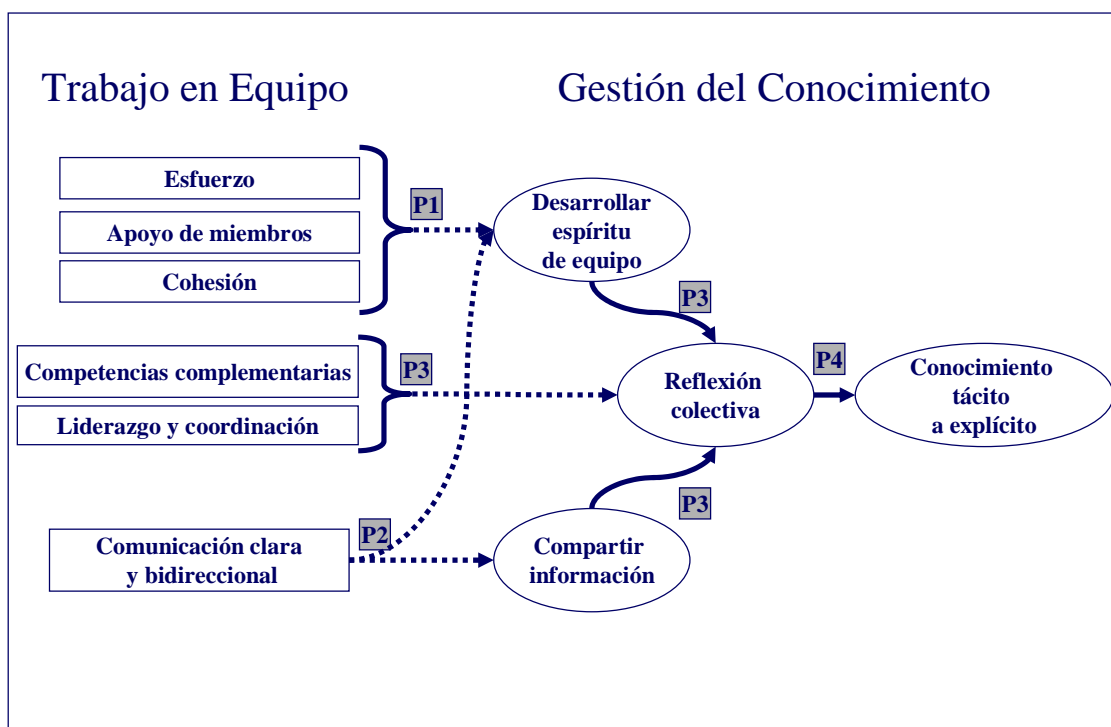 Trabajo en Equipo
Gestión del Conocimiento
Esfuerzo
Apoyo de miembros
Cohesión
P1
Desarrollar
espíritu
de equipo
P3
Competencias complementarias
Liderazgo y coordinación
P3
Reflexión
colectiva
P4
Conocimiento
tácito
a explícito
P3
Comunicación clara
y bidireccional
P2
Compartir
información